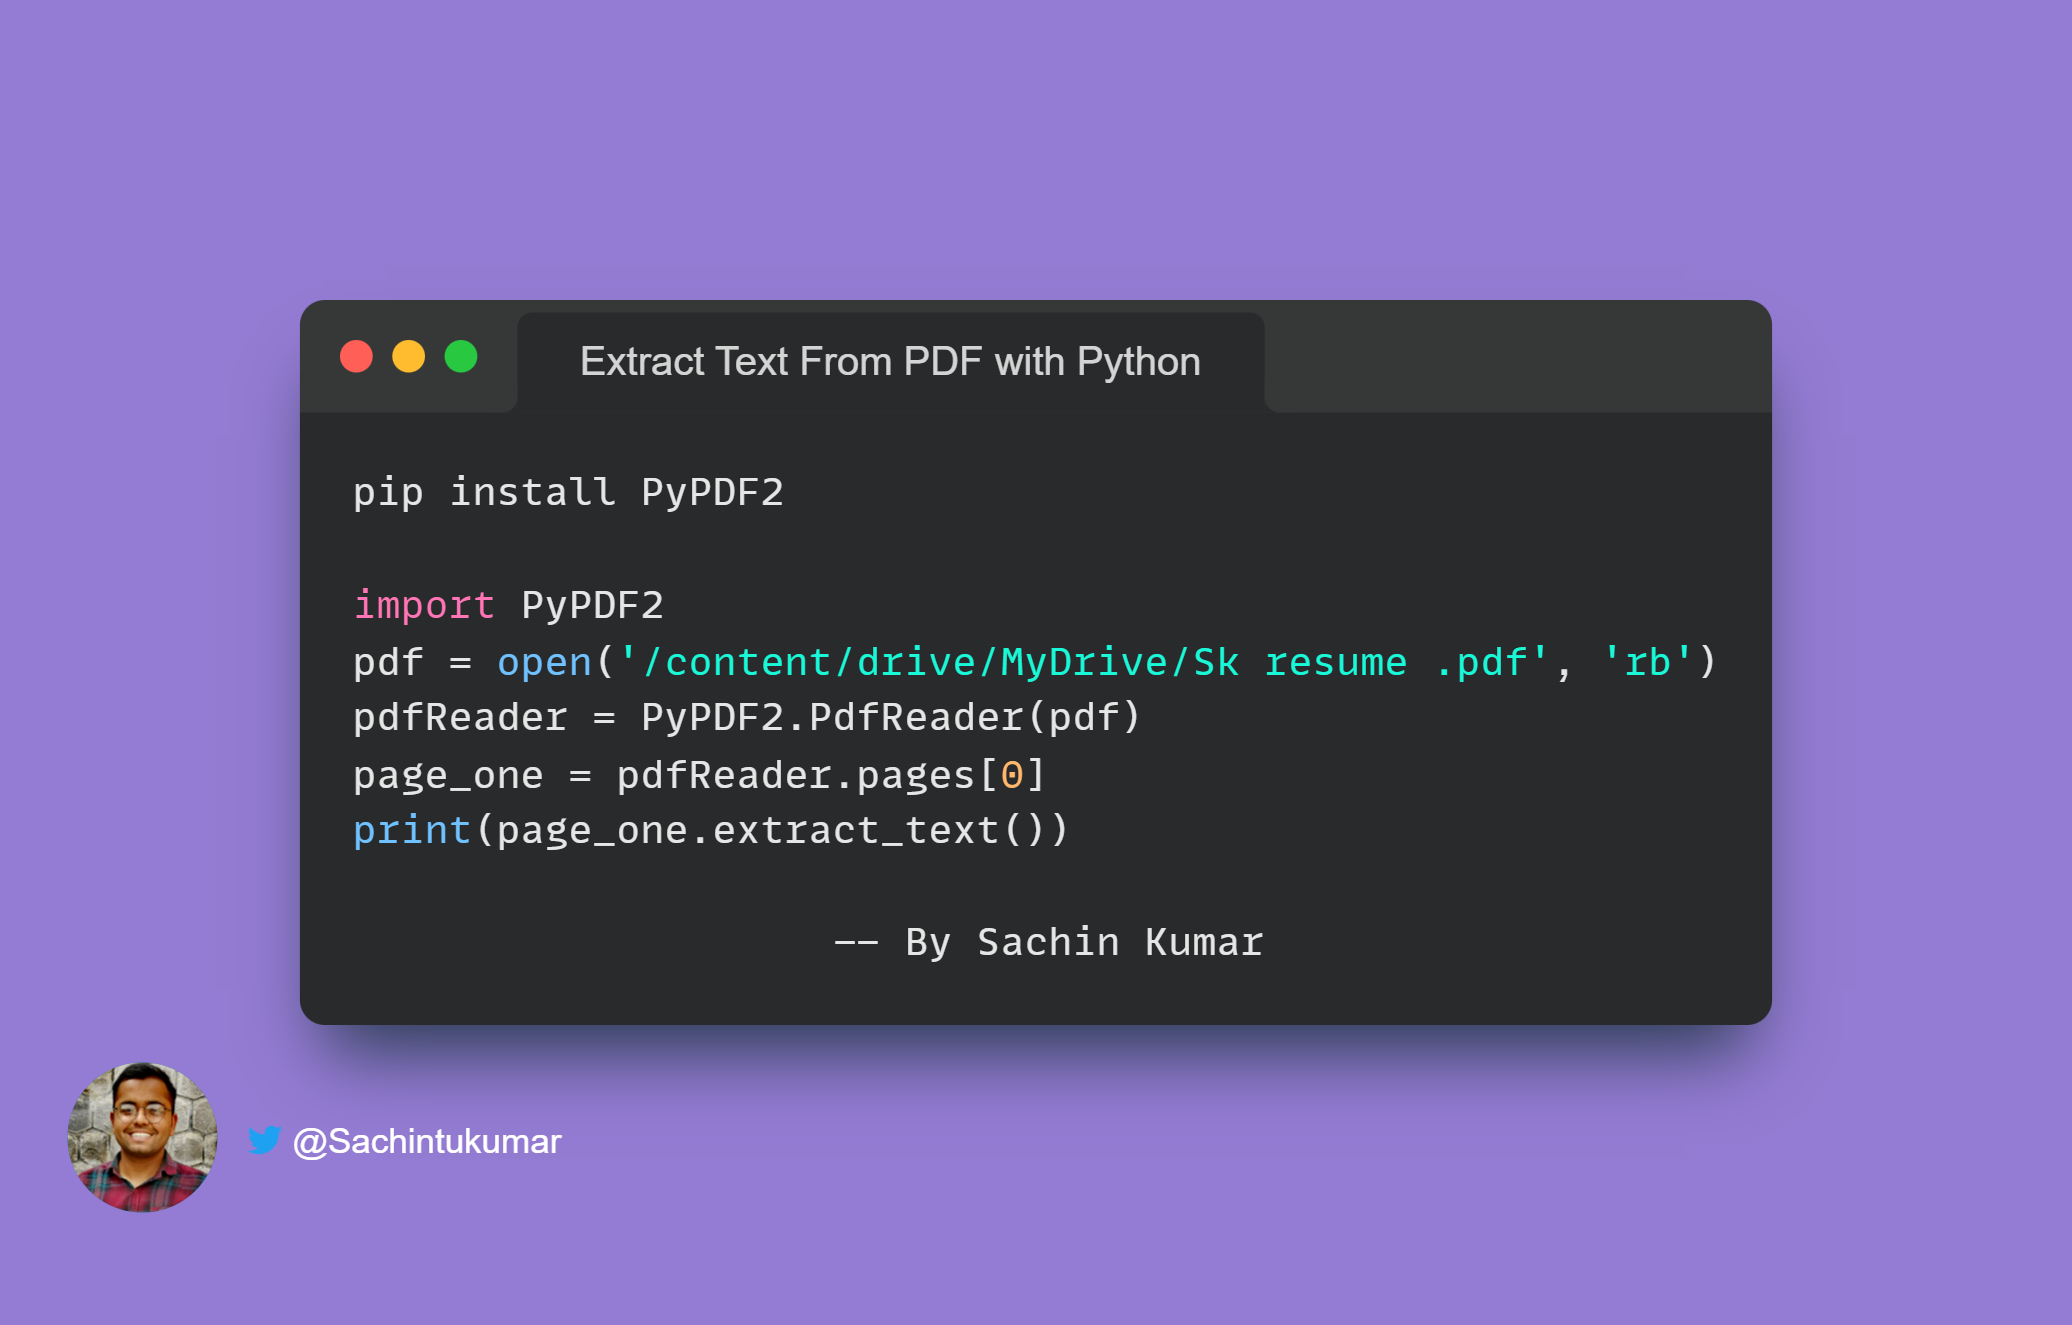 Extract Text From PDF with Python
pip install PyPDF2
import PyPDF2
pdf = open('/content/drive/MyDrive/Sk resume .pdf', 'rb')
pdfReader = PyPDF2.PdfReader(pdf)
page_one = pdfReader.pages[0]
print(page_one.extract_text())
-- By Sachin Kumar
@Sachintukumar